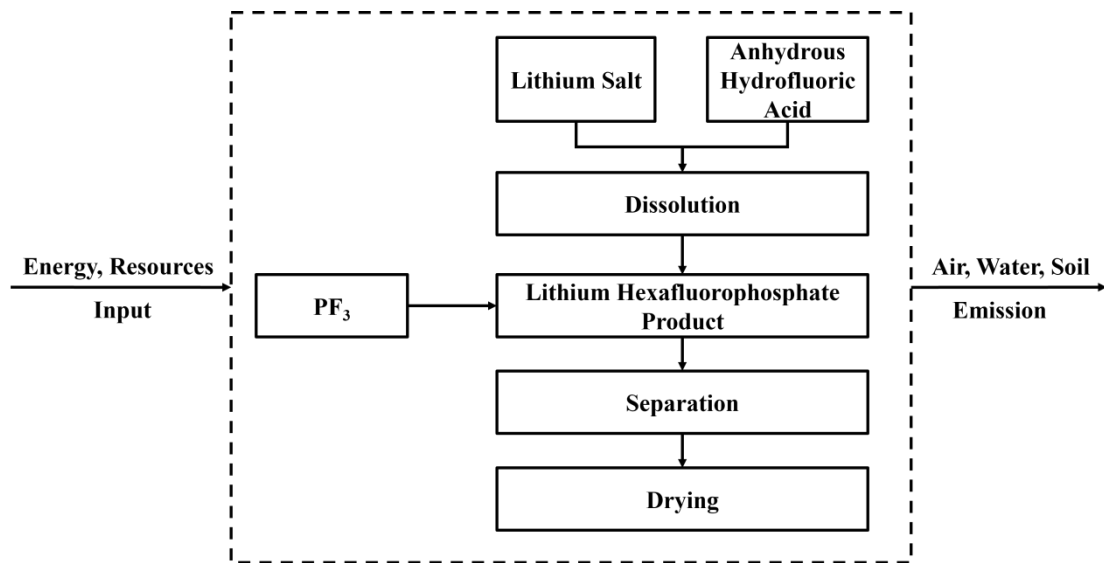 Lithium Salt
Anhydrous
Hydrofluoric
Acid
Dissolution
Energy, Resources
Input
PF₃
Lithium Hexafluorophosphate
Product
Air, Water, Soil
Emission
Separation
Drying